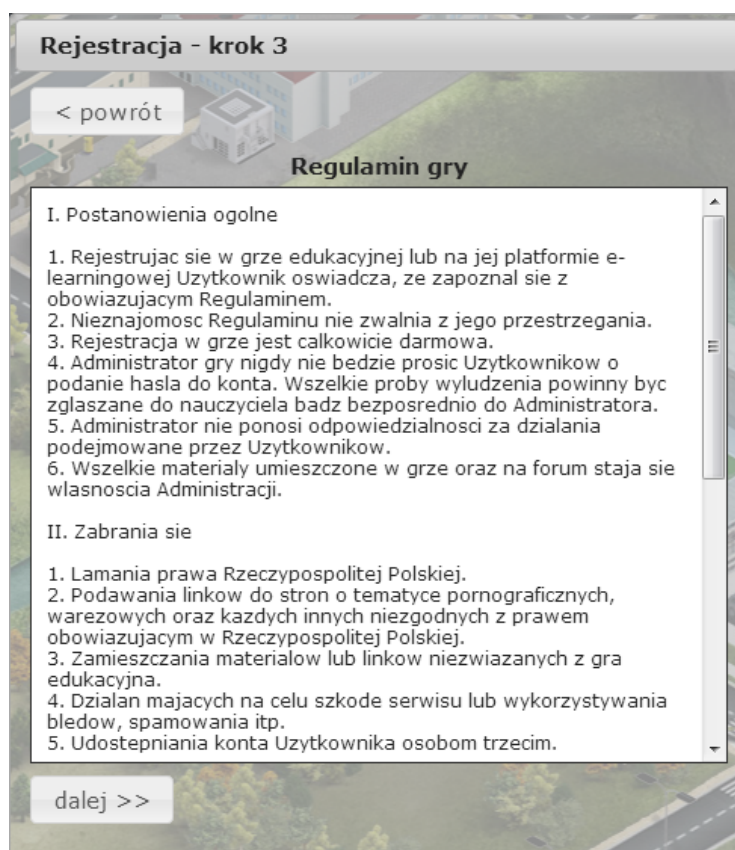 Rejestracja - krok 3
< powrót
Regulamin gry
I. Postanowienia ogolne
1. Rejestrujac sie w grze edukacyjnej lub na jej platformie e-
learningowej Uzytkownik oswiadcza, ze zapoznal sie z
obowiazujacym Regulaminem.
2. Nieznajomosc Regulaminu nie zwalnia z jego przestrzegania.
3. Rejestracja w grze jest calkowicie darmowa.
4. Administrator gry nigdy nie bedzie prosic Uzytkownikow o
podanie hasla do konta. Wszelkie proby wyludzenia powinny byc
zglaszane do nauczyciela badz bezposrednio do Administratora.
5. Administrator nie ponosi odpowiedzialnosci za dzialania
podejmowane przez Uzytkownikow.
6. Wszelkie materialy umieszczone w grze oraz na forum staja sie
wlasnoscia Administracji.
II. Zabrania sie
1. Lamania prawa Rzeczypospolitej Polskiej.
2. Podawania linkow do stron o tematyce pornograficznych,
warezowych oraz kazdych innych niezgodnych z prawem
obowiazujacym w Rzeczypospolitej Polskiej.
3. Zamieszczania materialow lub linkow niezwiazanych z gra
edukacyjna.
4. Dzialan majacych na celu szkode serwisu lub wykorzystywania
bledow, spamowania itp.
5. Udostepniania konta Uzytkownika osobom trzecim.
dalej >>